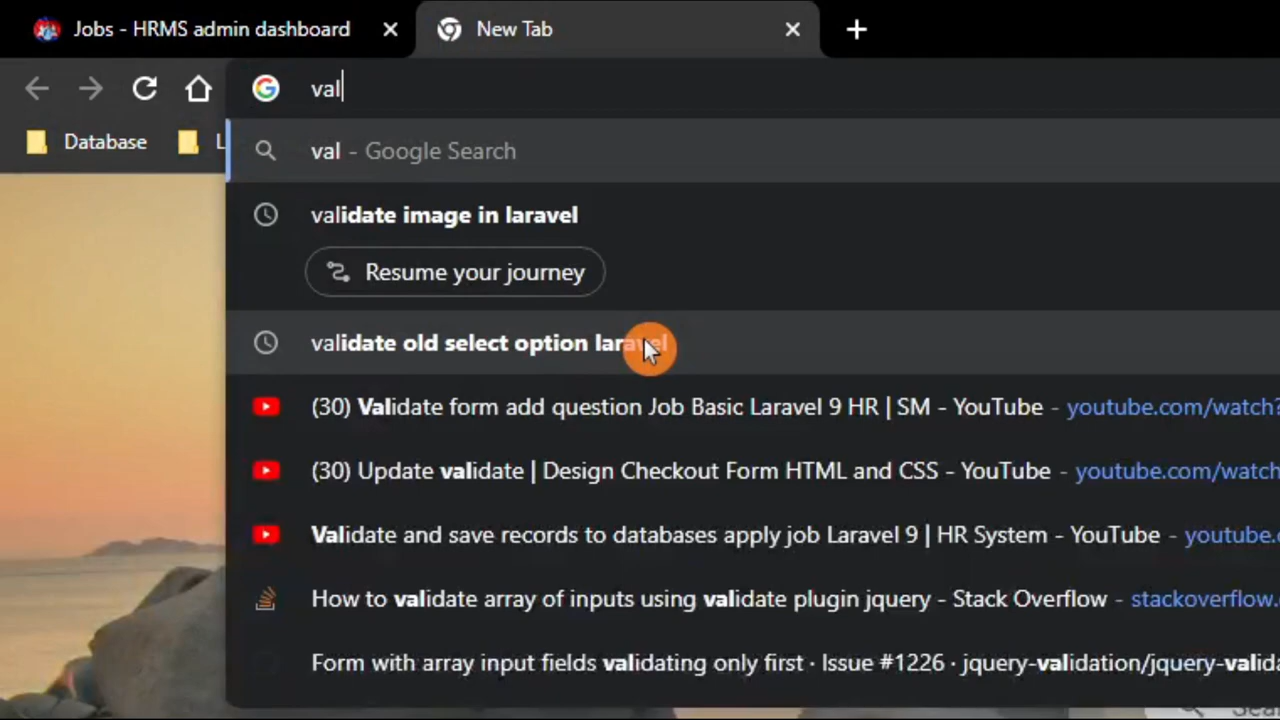 Jobs - HRMS admin dashboard
New Tab
val
Database
L
val - Google Search
validate image in laravel
Resume your journey
validate old select option laravel
(30) Validate form add question Job Basic Laravel 9 HR | SM - YouTube - youtube.com/watch?
(30) Update validate | Design Checkout Form HTML and CSS - YouTube - youtube.com/watch
Validate and save records to databases apply job Laravel 9 | HR System - YouTube - youtube.c
How to validate array of inputs using validate plugin jquery - Stack Overflow - stackoverflow.
Form with array input fields validating only first · Issue #1226 · jquery-validation/jquery-valida